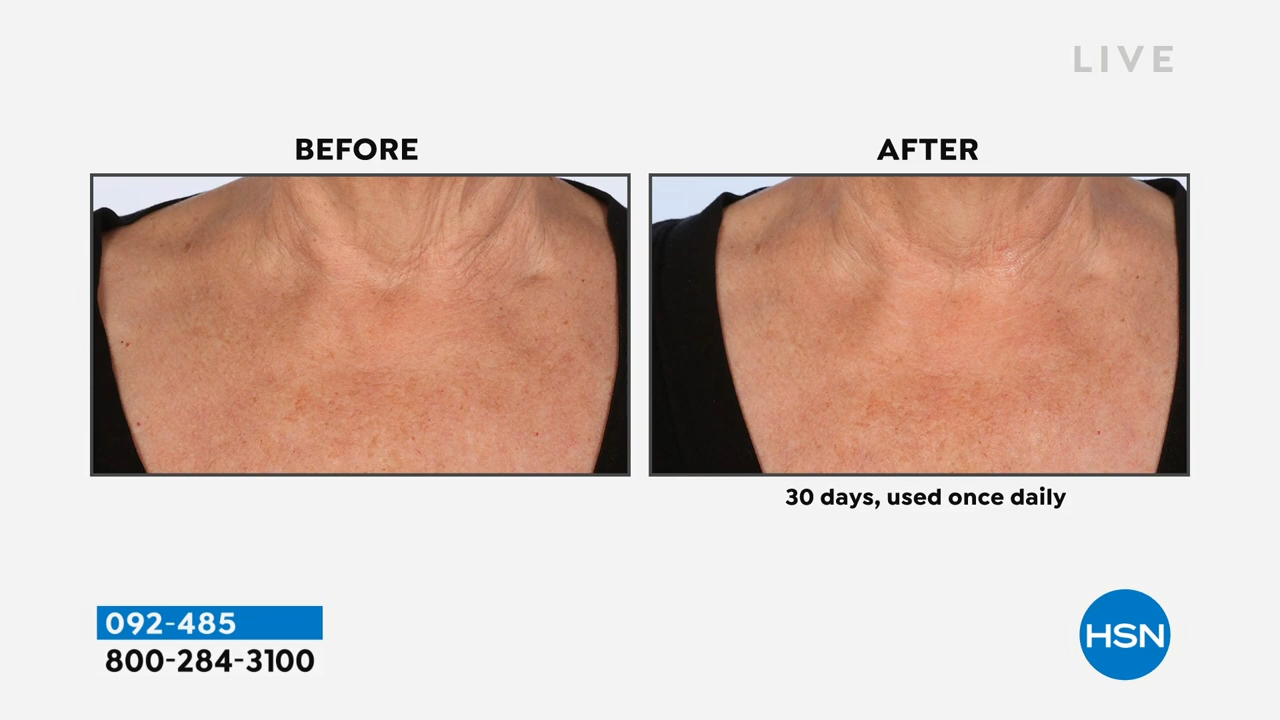 LIVE
BEFORE
AFTER
30 days, used once daily
092-485
800-284-3100
HSN